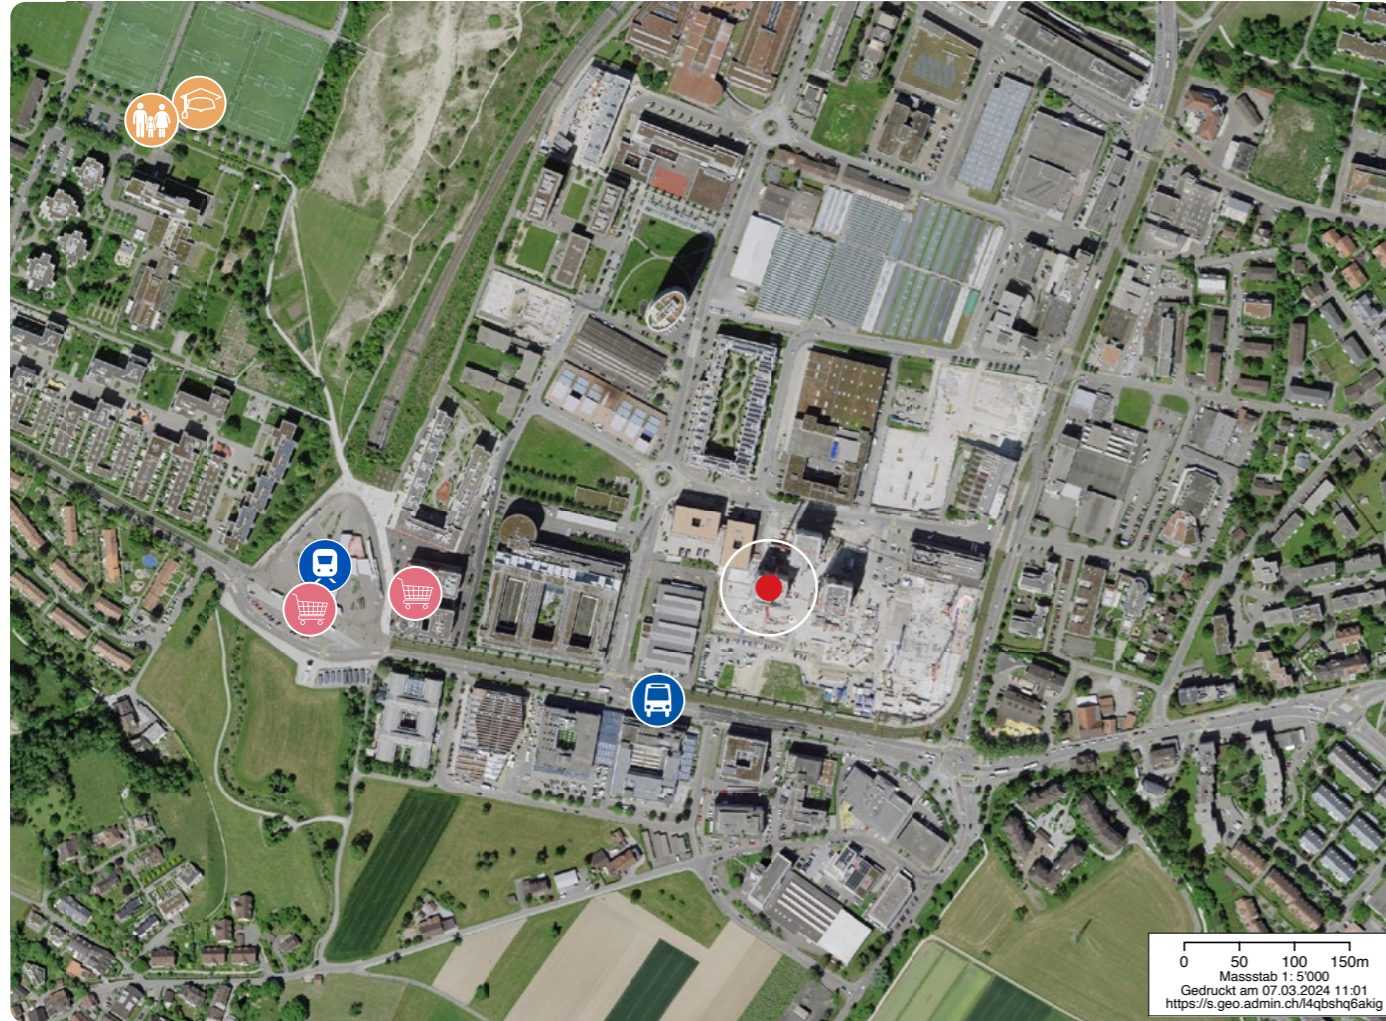 0 50 100 150m
Massstab 1: 5'000
Gedruckt am 07.03.2024 11:01
https://s.geo.admin.ch/l4qbshq6akig